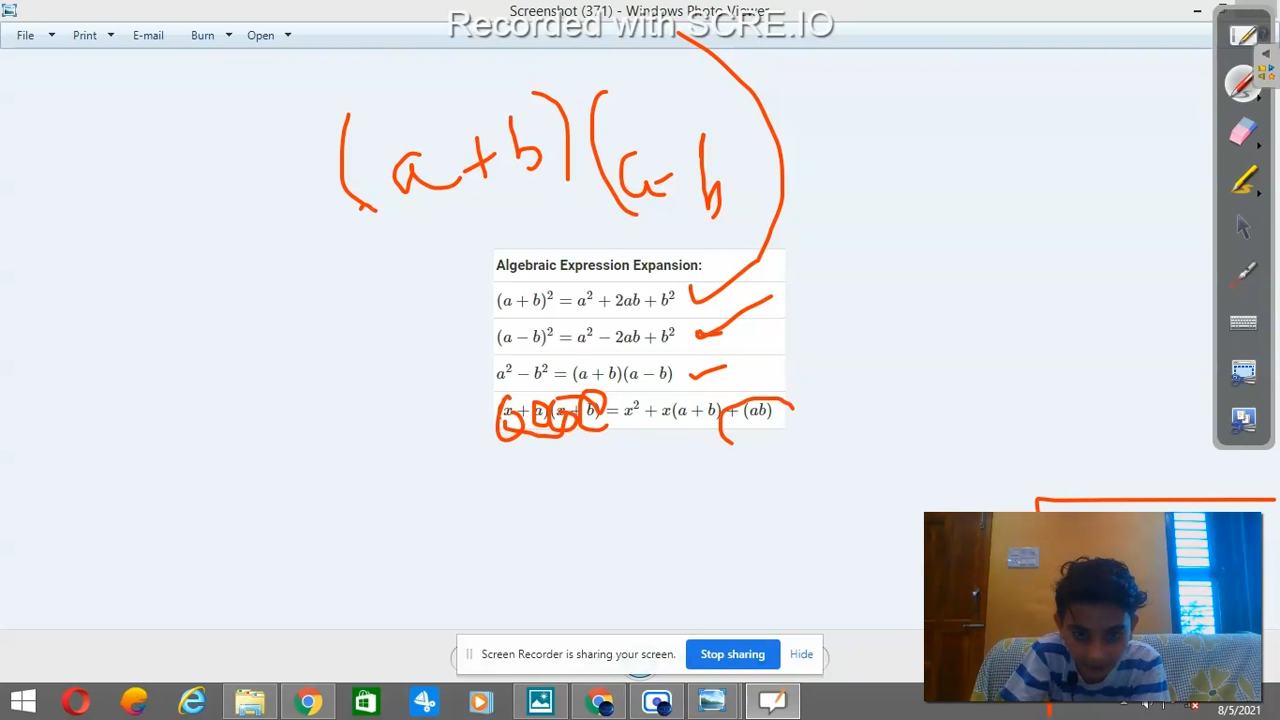 Screenshot (371) - Windows Photo Viewer
Recorded with SCRE.IO
File Print E-mail Burn Open
(a+b)(a-b
Algebraic Expression Expansion:
(a + b)² = a² + 2ab + b²
(a − b)² = a² − 2ab + b²
a² − b² = (a + b)(a − b)
(x + a)(x + b) = x² + x(a + b) + (ab)
Screen Recorder is sharing your screen. Stop sharing Hide
8/5/2021